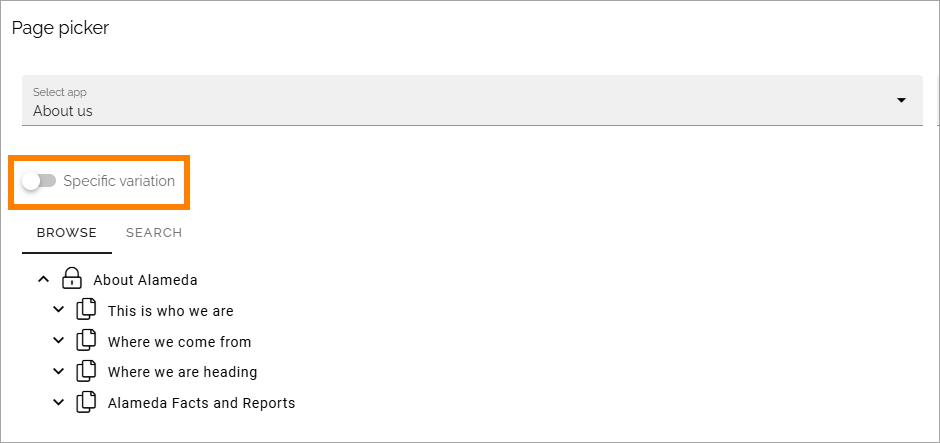 Page picker
Select app
About us
Specific variation
BROWSE SEARCH
About Alameda
This is who we are
Where we come from
Where we are heading
Alameda Facts and Reports